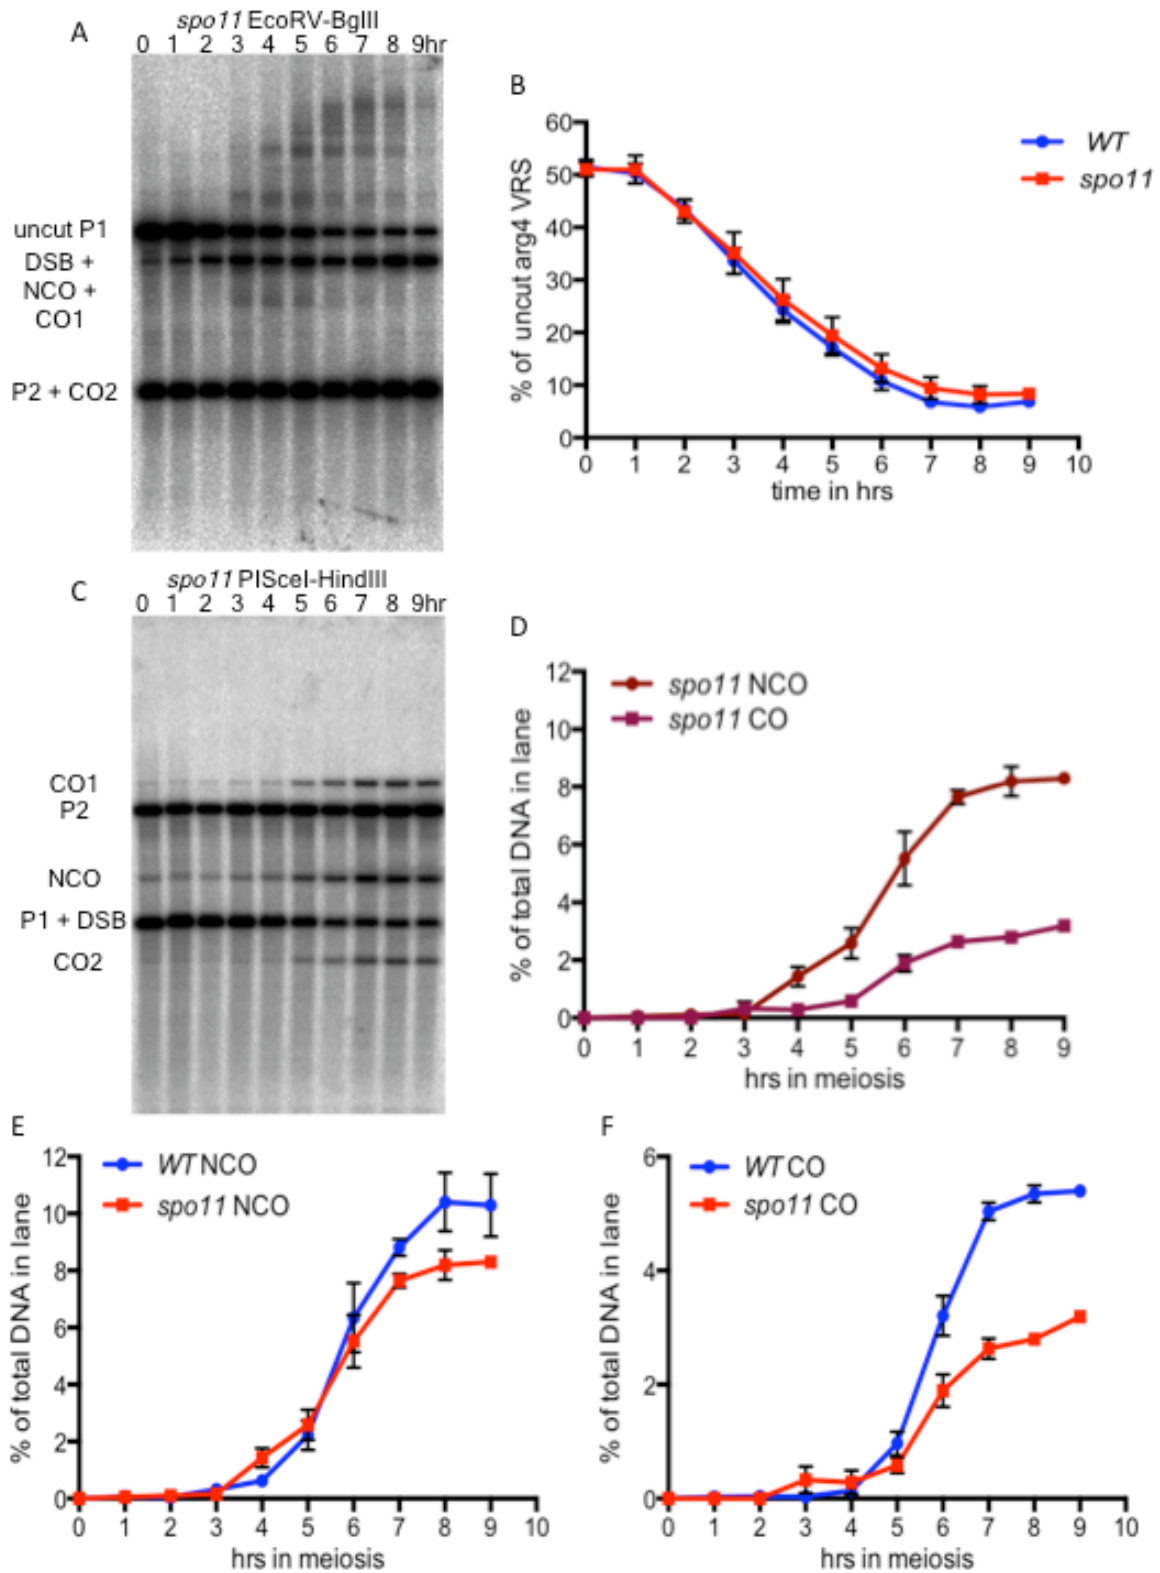 A
spo11 EcoRV-BglII
0 1 2 3 4 5 6 7 8 9hr
uncut P1
DSB +
NCO +
CO1
P2 + CO2
B
60
50
40
30
20
10
0
% of uncut arg4 VRS
WT
spo11
0 1 2 3 4 5 6 7 8 9 10
time in hrs
C
spo11 PISceI-HindIII
0 1 2 3 4 5 6 7 8 9hr
CO1
P2
NCO
P1 + DSB
CO2
D
12
10
8
6
4
2
0
% of total DNA in lane
spo11 NCO
spo11 CO
0 1 2 3 4 5 6 7 8 9
hrs in meiosis
E
12
10
8
6
4
2
0
% of total DNA in lane
WT NCO
spo11 NCO
0 1 2 3 4 5 6 7 8 9 10
hrs in meiosis
F
6
4
2
0
% of total DNA in lane
WT CO
spo11 CO
0 1 2 3 4 5 6 7 8 9 10
hrs in meiosis